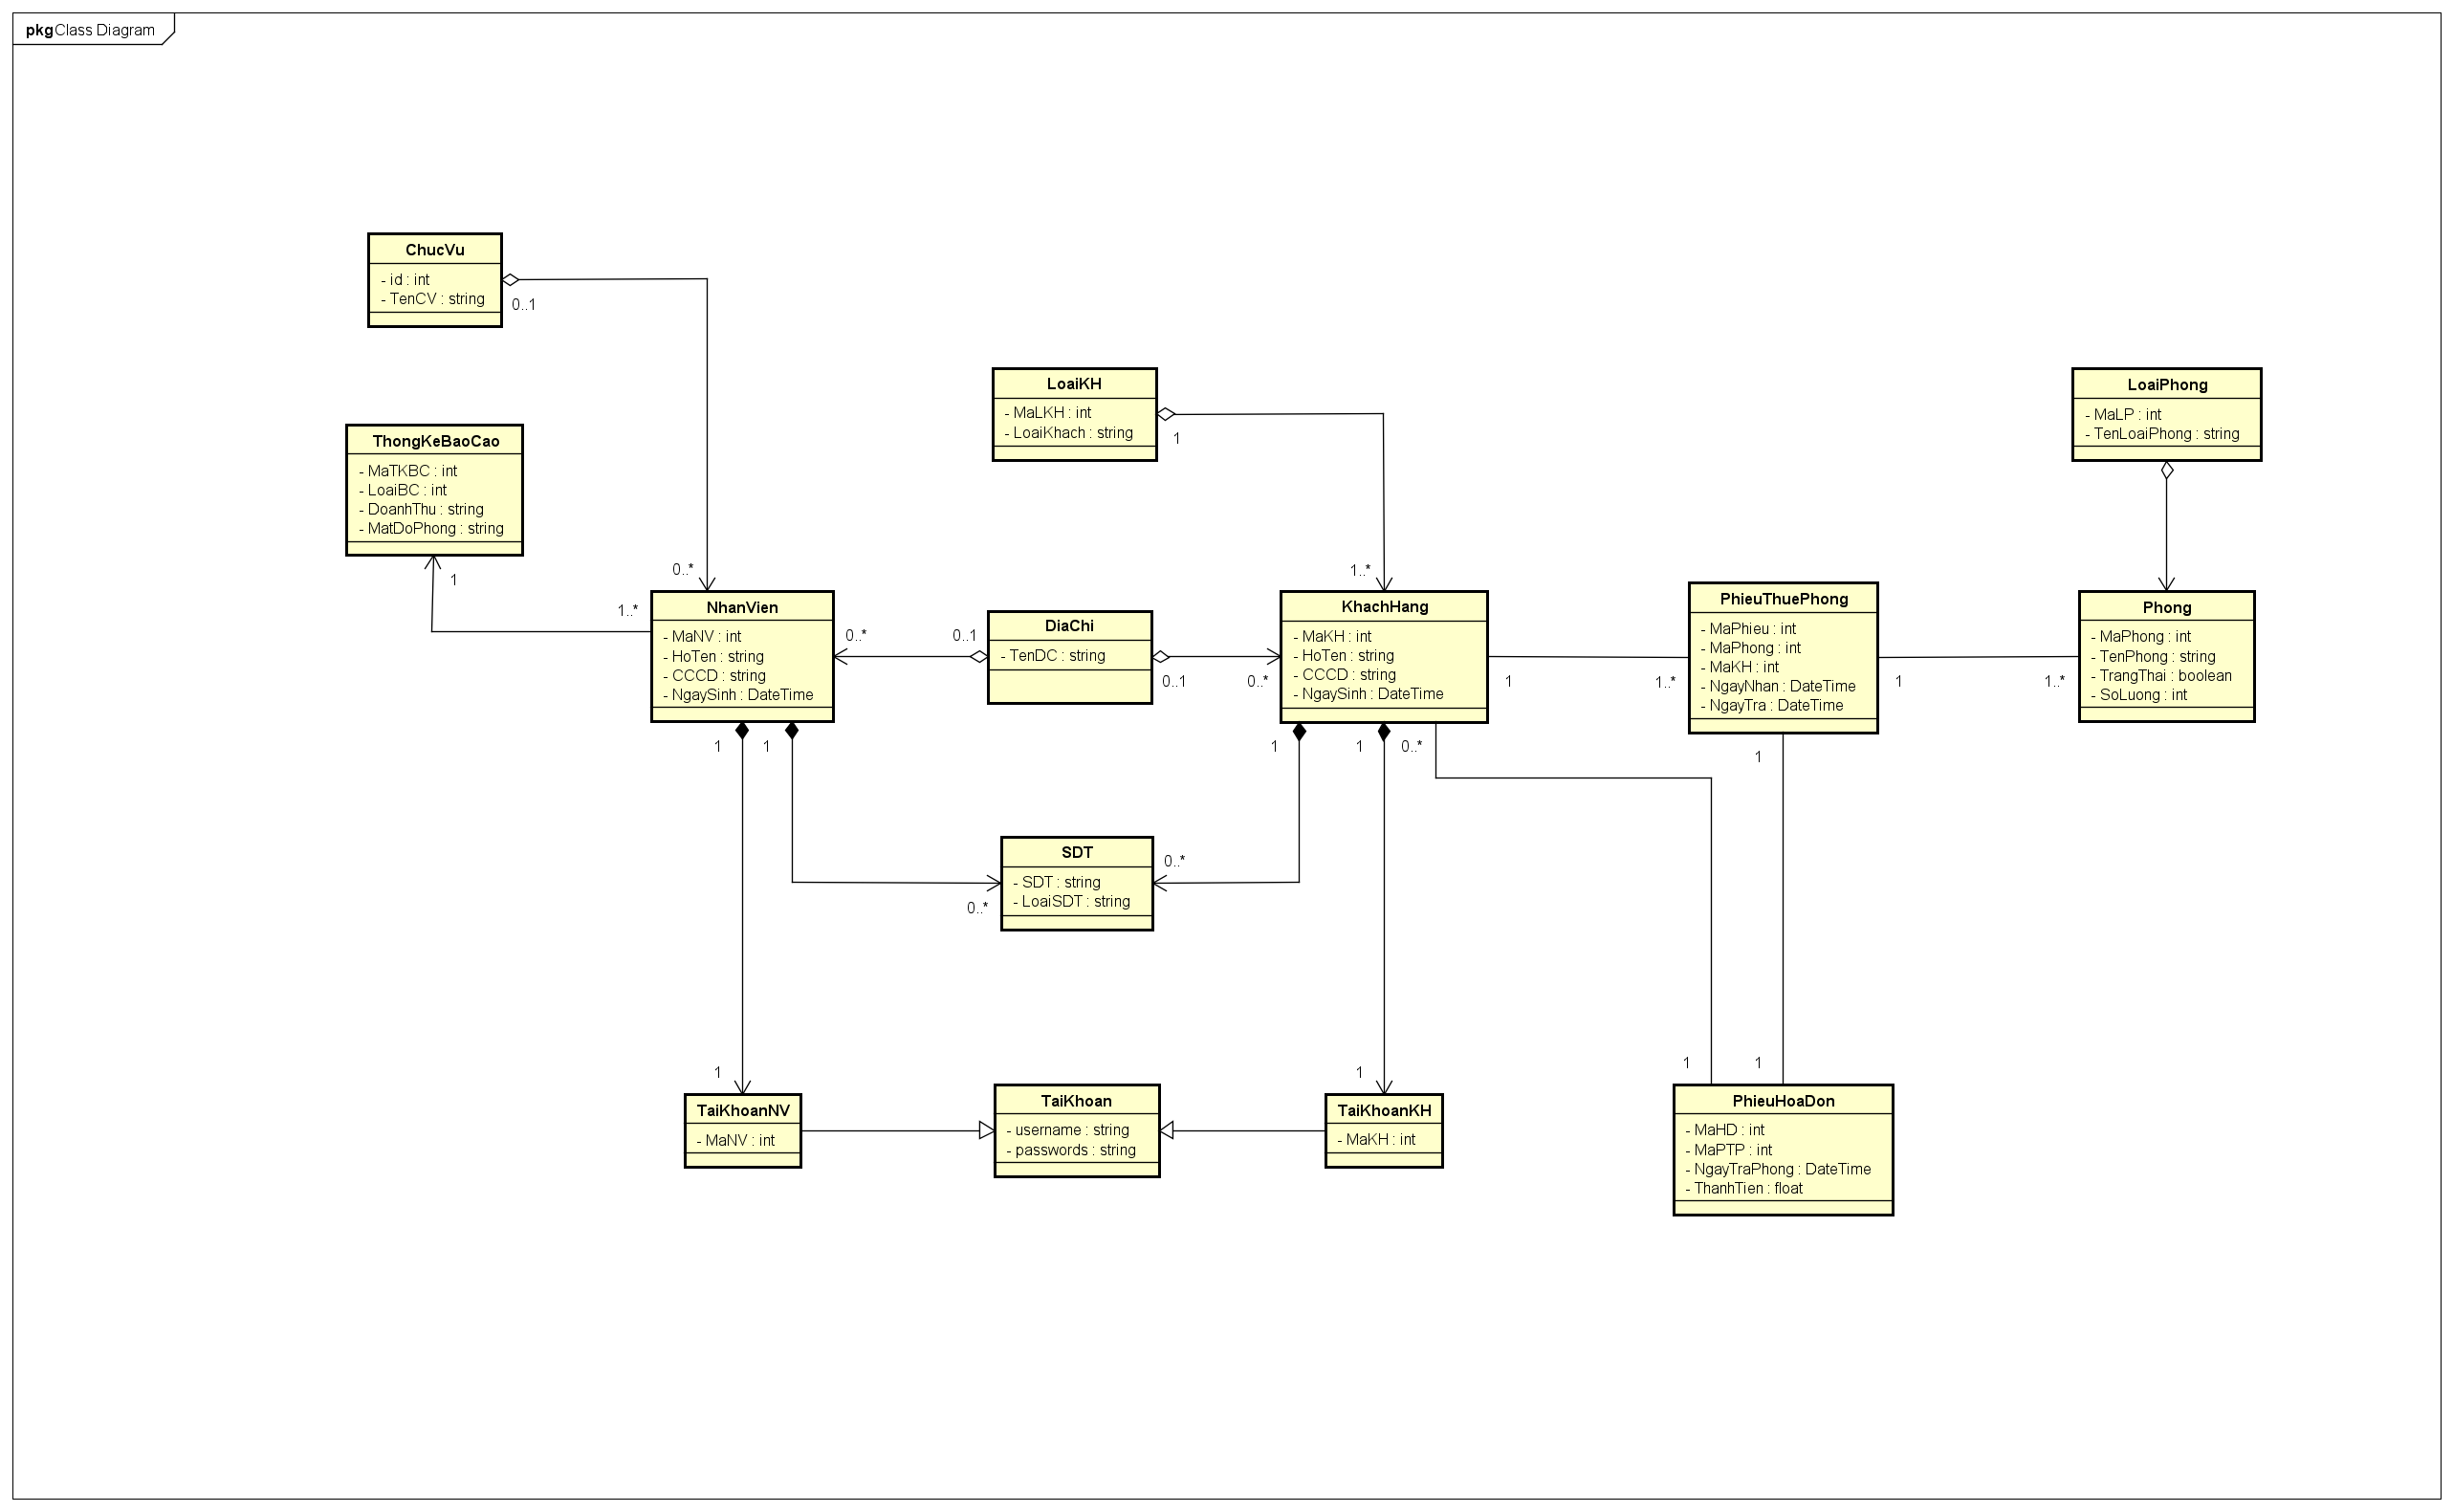 pkg Class Diagram
ChucVu
- id : int
- TenCV : string
0..1
0..*
ThongKeBaoCao
- MaTKBC : int
- LoaiBC : int
- DoanhThu : string
- MatDoPhong : string
1
1..*
LoaiKH
- MaLKH : int
- LoaiKhach : string
1
1..*
LoaiPhong
- MaLP : int
- TenLoaiPhong : string
NhanVien
- MaNV : int
- HoTen : string
- CCCD : string
- NgaySinh : DateTime
0..*
0..1
DiaChi
- TenDC : string
0..1
0..*
KhachHang
- MaKH : int
- HoTen : string
- CCCD : string
- NgaySinh : DateTime
1
1..*
PhieuThuePhong
- MaPhieu : int
- MaPhong : int
- MaKH : int
- NgayNhan : DateTime
- NgayTra : DateTime
1
1..*
Phong
- MaPhong : int
- TenPhong : string
- TrangThai : boolean
- SoLuong : int
1
1
1
1
0..*
1
SDT
- SDT : string
- LoaiSDT : string
0..*
0..*
1
1
1
1
TaiKhoanNV
- MaNV : int
TaiKhoan
- username : string
- passwords : string
TaiKhoanKH
- MaKH : int
PhieuHoaDon
- MaHD : int
- MaPTP : int
- NgayTraPhong : DateTime
- ThanhTien : float